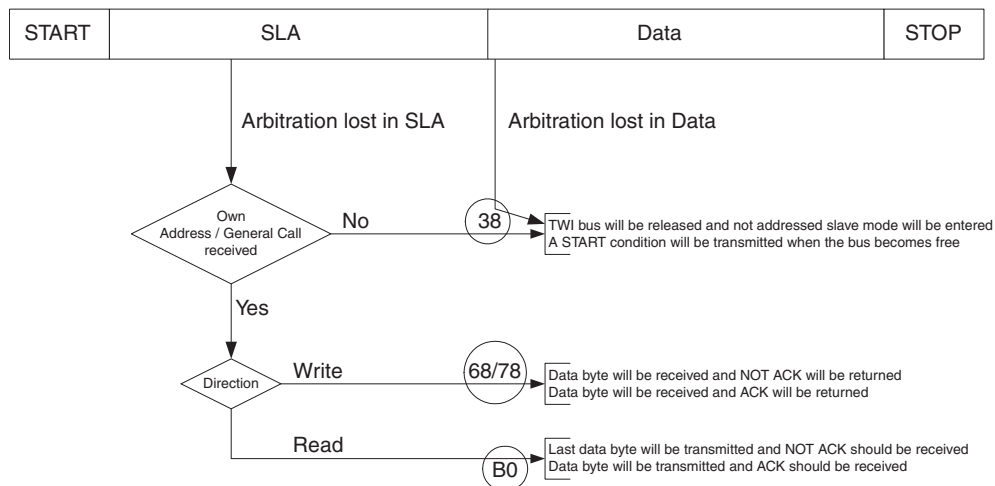 START SLA Data STOP
Arbitration lost in SLA Arbitration lost in Data
Own
Address / General Call
received
No
38
TWI bus will be released and not addressed slave mode will be entered
A START condition will be transmitted when the bus becomes free
Yes
Direction
Write
68/78
Data byte will be received and NOT ACK will be returned
Data byte will be received and ACK will be returned
Read
B0
Last data byte will be transmitted and NOT ACK should be received
Data byte will be transmitted and ACK should be received